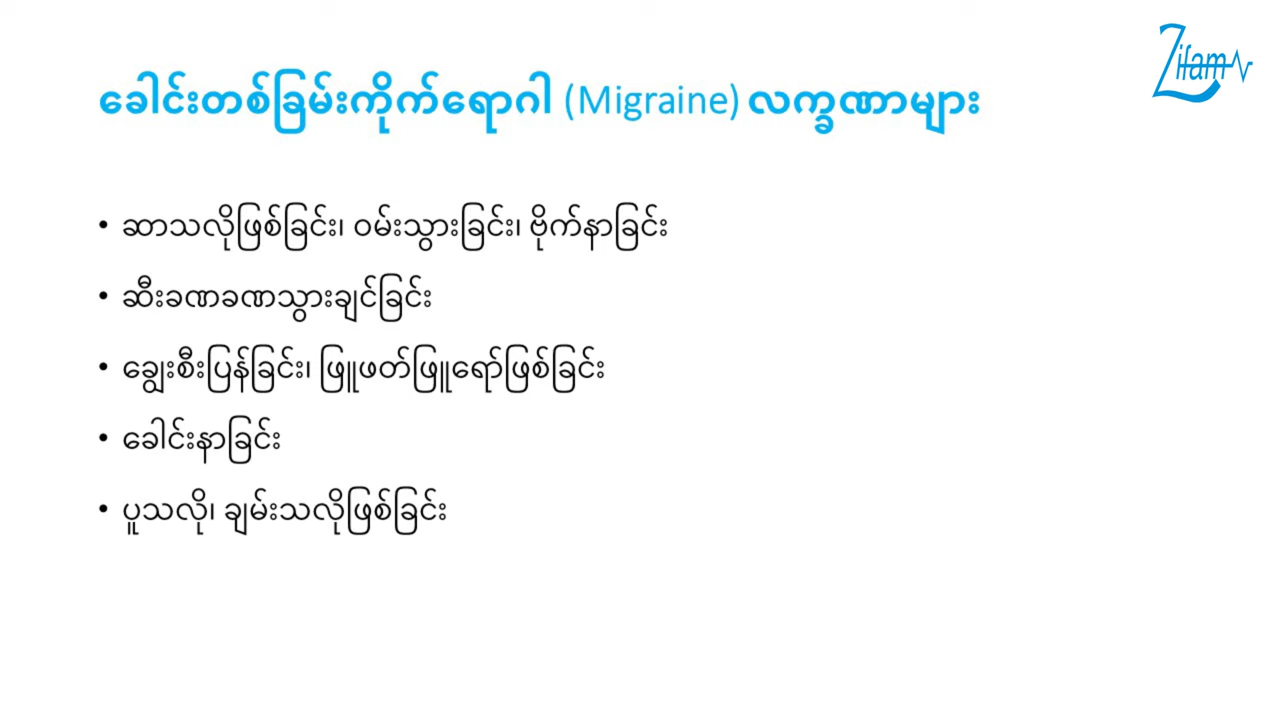 Zifam
ခေါင်းတစ်ခြမ်းကိုက်ရောဂါ (Migraine) လက္ခဏာများ
• ဆာသလိုဖြစ်ခြင်း၊ ဝမ်းသွားခြင်း၊ ဗိုက်နာခြင်း
• ဆီးခဏခဏသွားချင်ခြင်း
• ချွေးစီးပြန်ခြင်း၊ ဖြူဖတ်ဖြူရော်ဖြစ်ခြင်း
• ခေါင်းနာခြင်း
• ပူသလို၊ ချမ်းသလိုဖြစ်ခြင်း